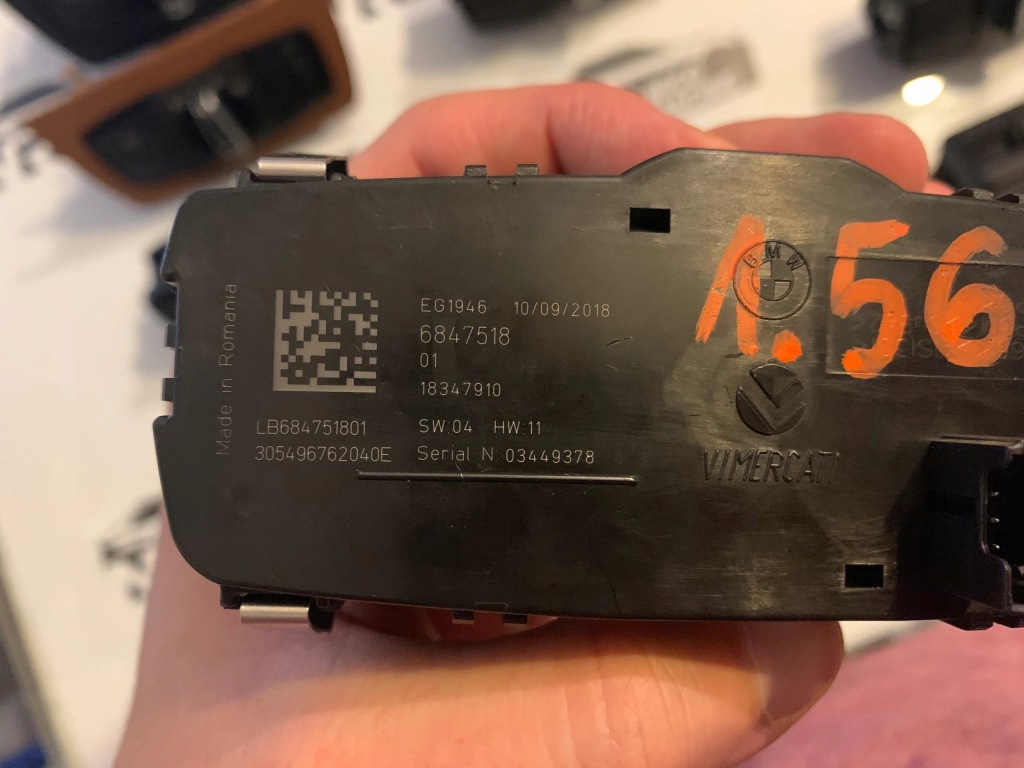 Made in Romania
EG1946 10/09/2018
6847518
01
18347910
LB684751801 SW:04 HW:11
305496762040E Serial N. 03449378
BMW
1.56
VIMERCATI